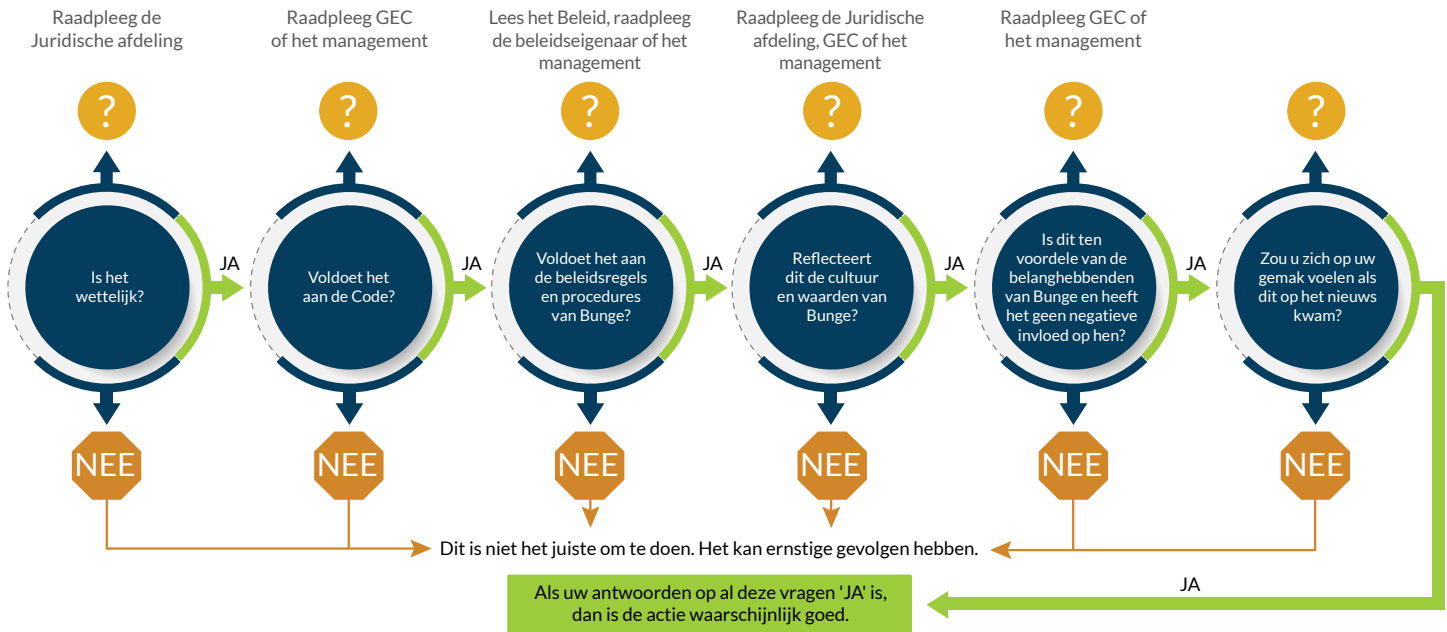 Raadpleeg de
Juridische afdeling
Raadpleeg GEC
of het management
Lees het Beleid, raadpleeg
de beleidseigenaar of het
management
Raadpleeg de Juridische
afdeling, GEC of het
management
Raadpleeg GEC of
het management
?
?
?
?
?
?
Is het
wettelijk?
JA
Voldoet het
aan de Code?
JA
Voldoet het aan
de beleidsregels
en procedures
van Bunge?
JA
Reflecteert
dit de cultuur
en waarden van
Bunge?
JA
Is dit ten
voordele van de
belanghebbenden
van Bunge en heeft
het geen negatieve
invloed op hen?
JA
Zou u zich op uw
gemak voelen als
dit op het nieuws
kwam?
NEE
NEE
NEE
NEE
NEE
NEE
Dit is niet het juiste om te doen. Het kan ernstige gevolgen hebben.
JA
Als uw antwoorden op al deze vragen 'JA' is,
dan is de actie waarschijnlijk goed.